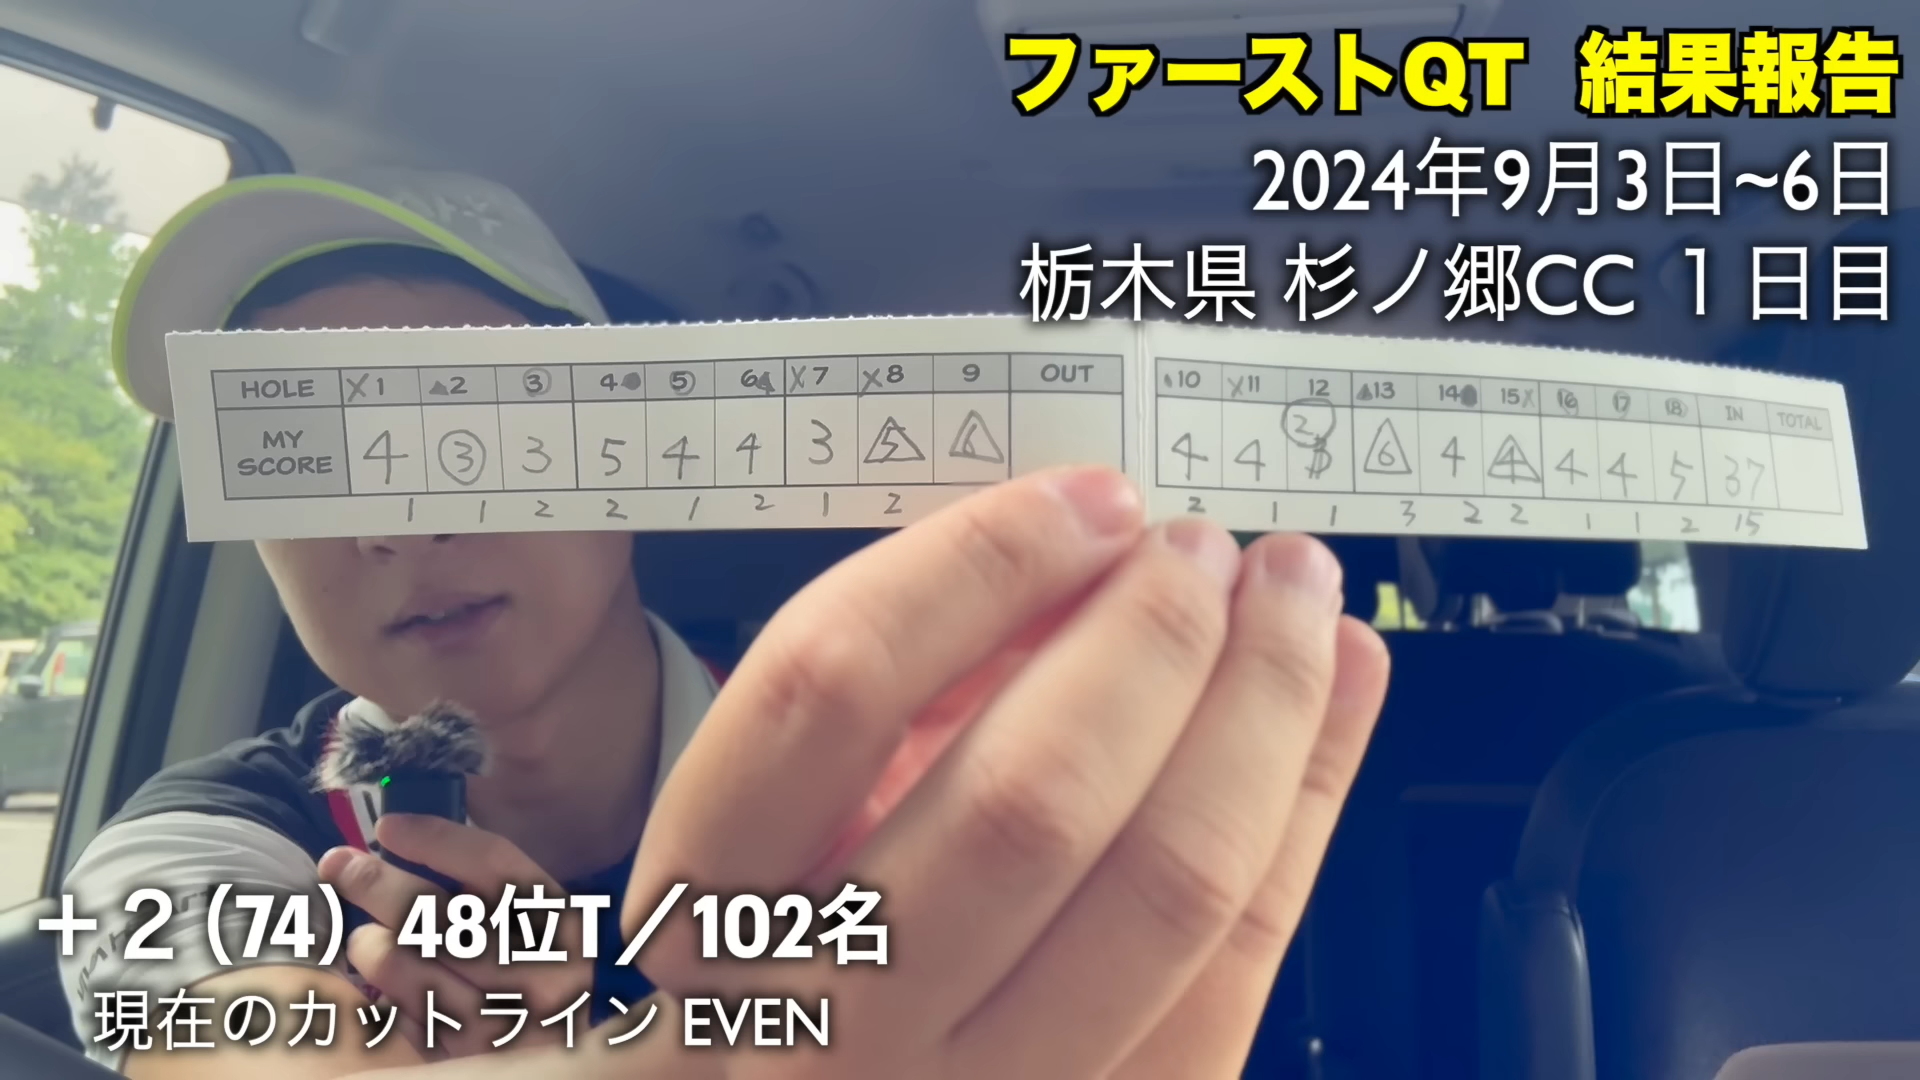 ファーストQT 結果報告
2024年9月3日~6日
栃木県 杉ノ郷CC 1日目
HOLE 1 2 3 4 5 6 7 8 9 OUT 10 11 12 13 14 15 16 17 18 IN TOTAL
MY SCORE 4 3 3 5 4 4 3 5 6 4 4 2 6 4 4 4 4 5 37
1 1 2 2 1 2 1 2 2 1 1 3 2 2 1 1 2 15
+2(74) 48位T/102名
現在のカットライン EVEN